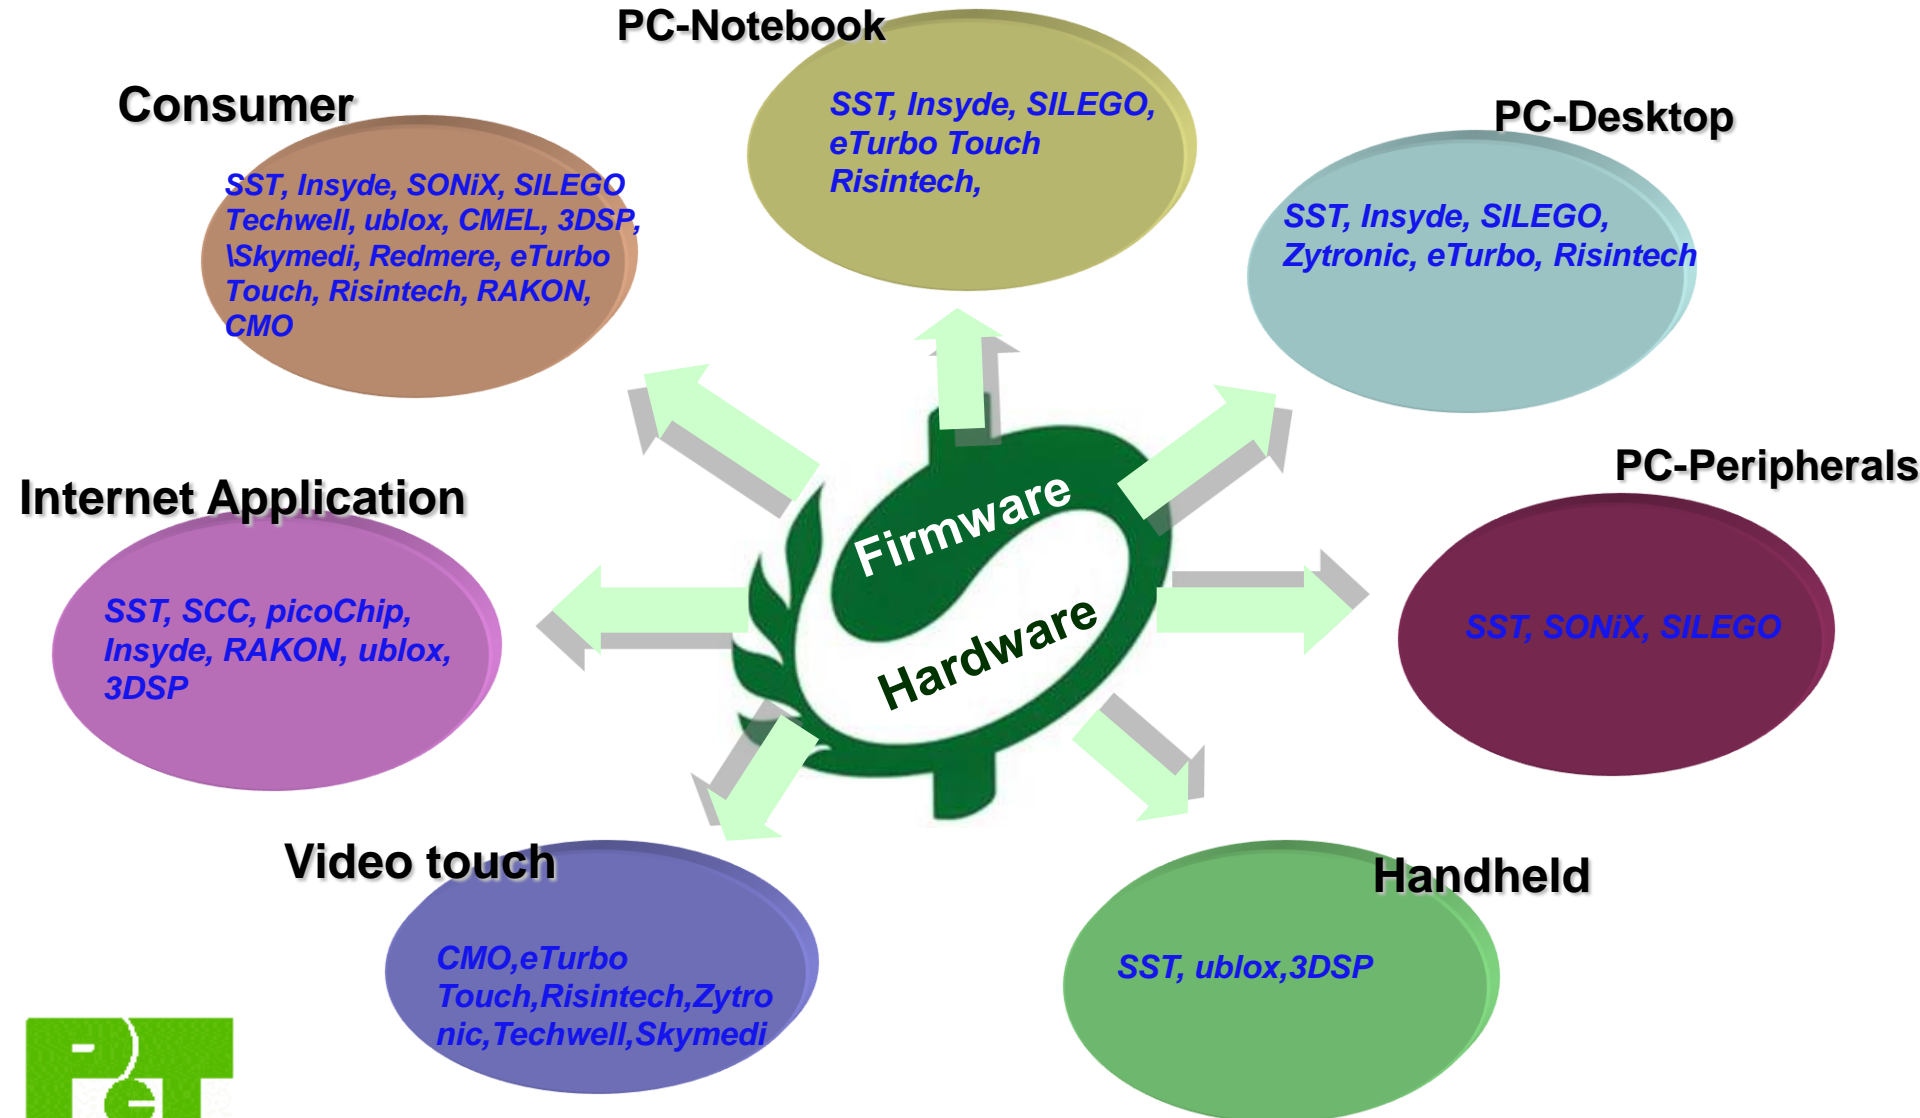 PC-Notebook
SST, Insyde, SILEGO,
eTurbo Touch
Risintech,
Consumer
SST, Insyde, SONiX, SILEGO
Techwell, ublox, CMEL, 3DSP,
\Skymedi, Redmere, eTurbo
Touch, Risintech, RAKON,
CMO
PC-Desktop
SST, Insyde, SILEGO,
Zytronic, eTurbo, Risintech
Internet Application
SST, SCC, picoChip,
Insyde, RAKON, ublox,
3DSP
Firmware
Hardware
PC-Peripherals
SST, SONiX, SILEGO
Video touch
CMO,eTurbo
Touch,Risintech,Zytro
nic,Techwell,Skymedi
Handheld
SST, ublox,3DSP
PeT